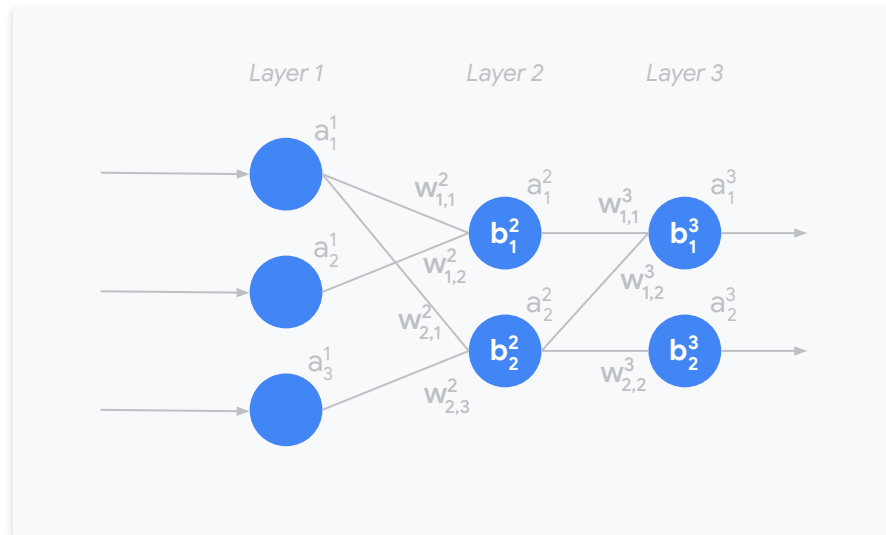 Layer 1 Layer 2 Layer 3
a¹₁
w²₁,₁ a²₁ w³₁,₁ a³₁
b²₁ b³₁
a¹₂ w²₁,₂ w³₁,₂
w²₂,₁ a²₂ a³₂
b²₂ b³₂
a¹₃ w²₂,₃ w³₂,₂